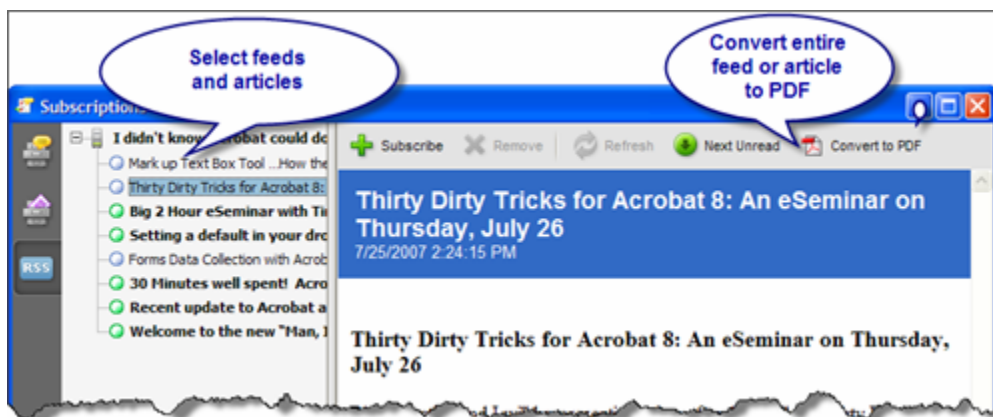 Select feeds
and articles
Convert entire
feed or article
to PDF
Subscriptions
I didn't know Acrobat could do
Mark up Text Box Tool ...How the
Thirty Dirty Tricks for Acrobat 8:
Big 2 Hour eSeminar with Ti
Setting a default in your
Forms Data Collection with Acrob
30 Minutes well spent! Acro
Recent update to Acrobat a
Welcome to the new "Man, I
RSS
Subscribe Remove Refresh Next Unread Convert to PDF
Thirty Dirty Tricks for Acrobat 8: An eSeminar on
Thursday, July 26
7/25/2007 2:24:15 PM
Thirty Dirty Tricks for Acrobat 8: An eSeminar on Thursday,
July 26